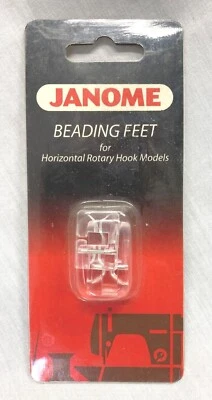 JANOME
BEADING FEET
for
Horizontal Rotary Hook Models